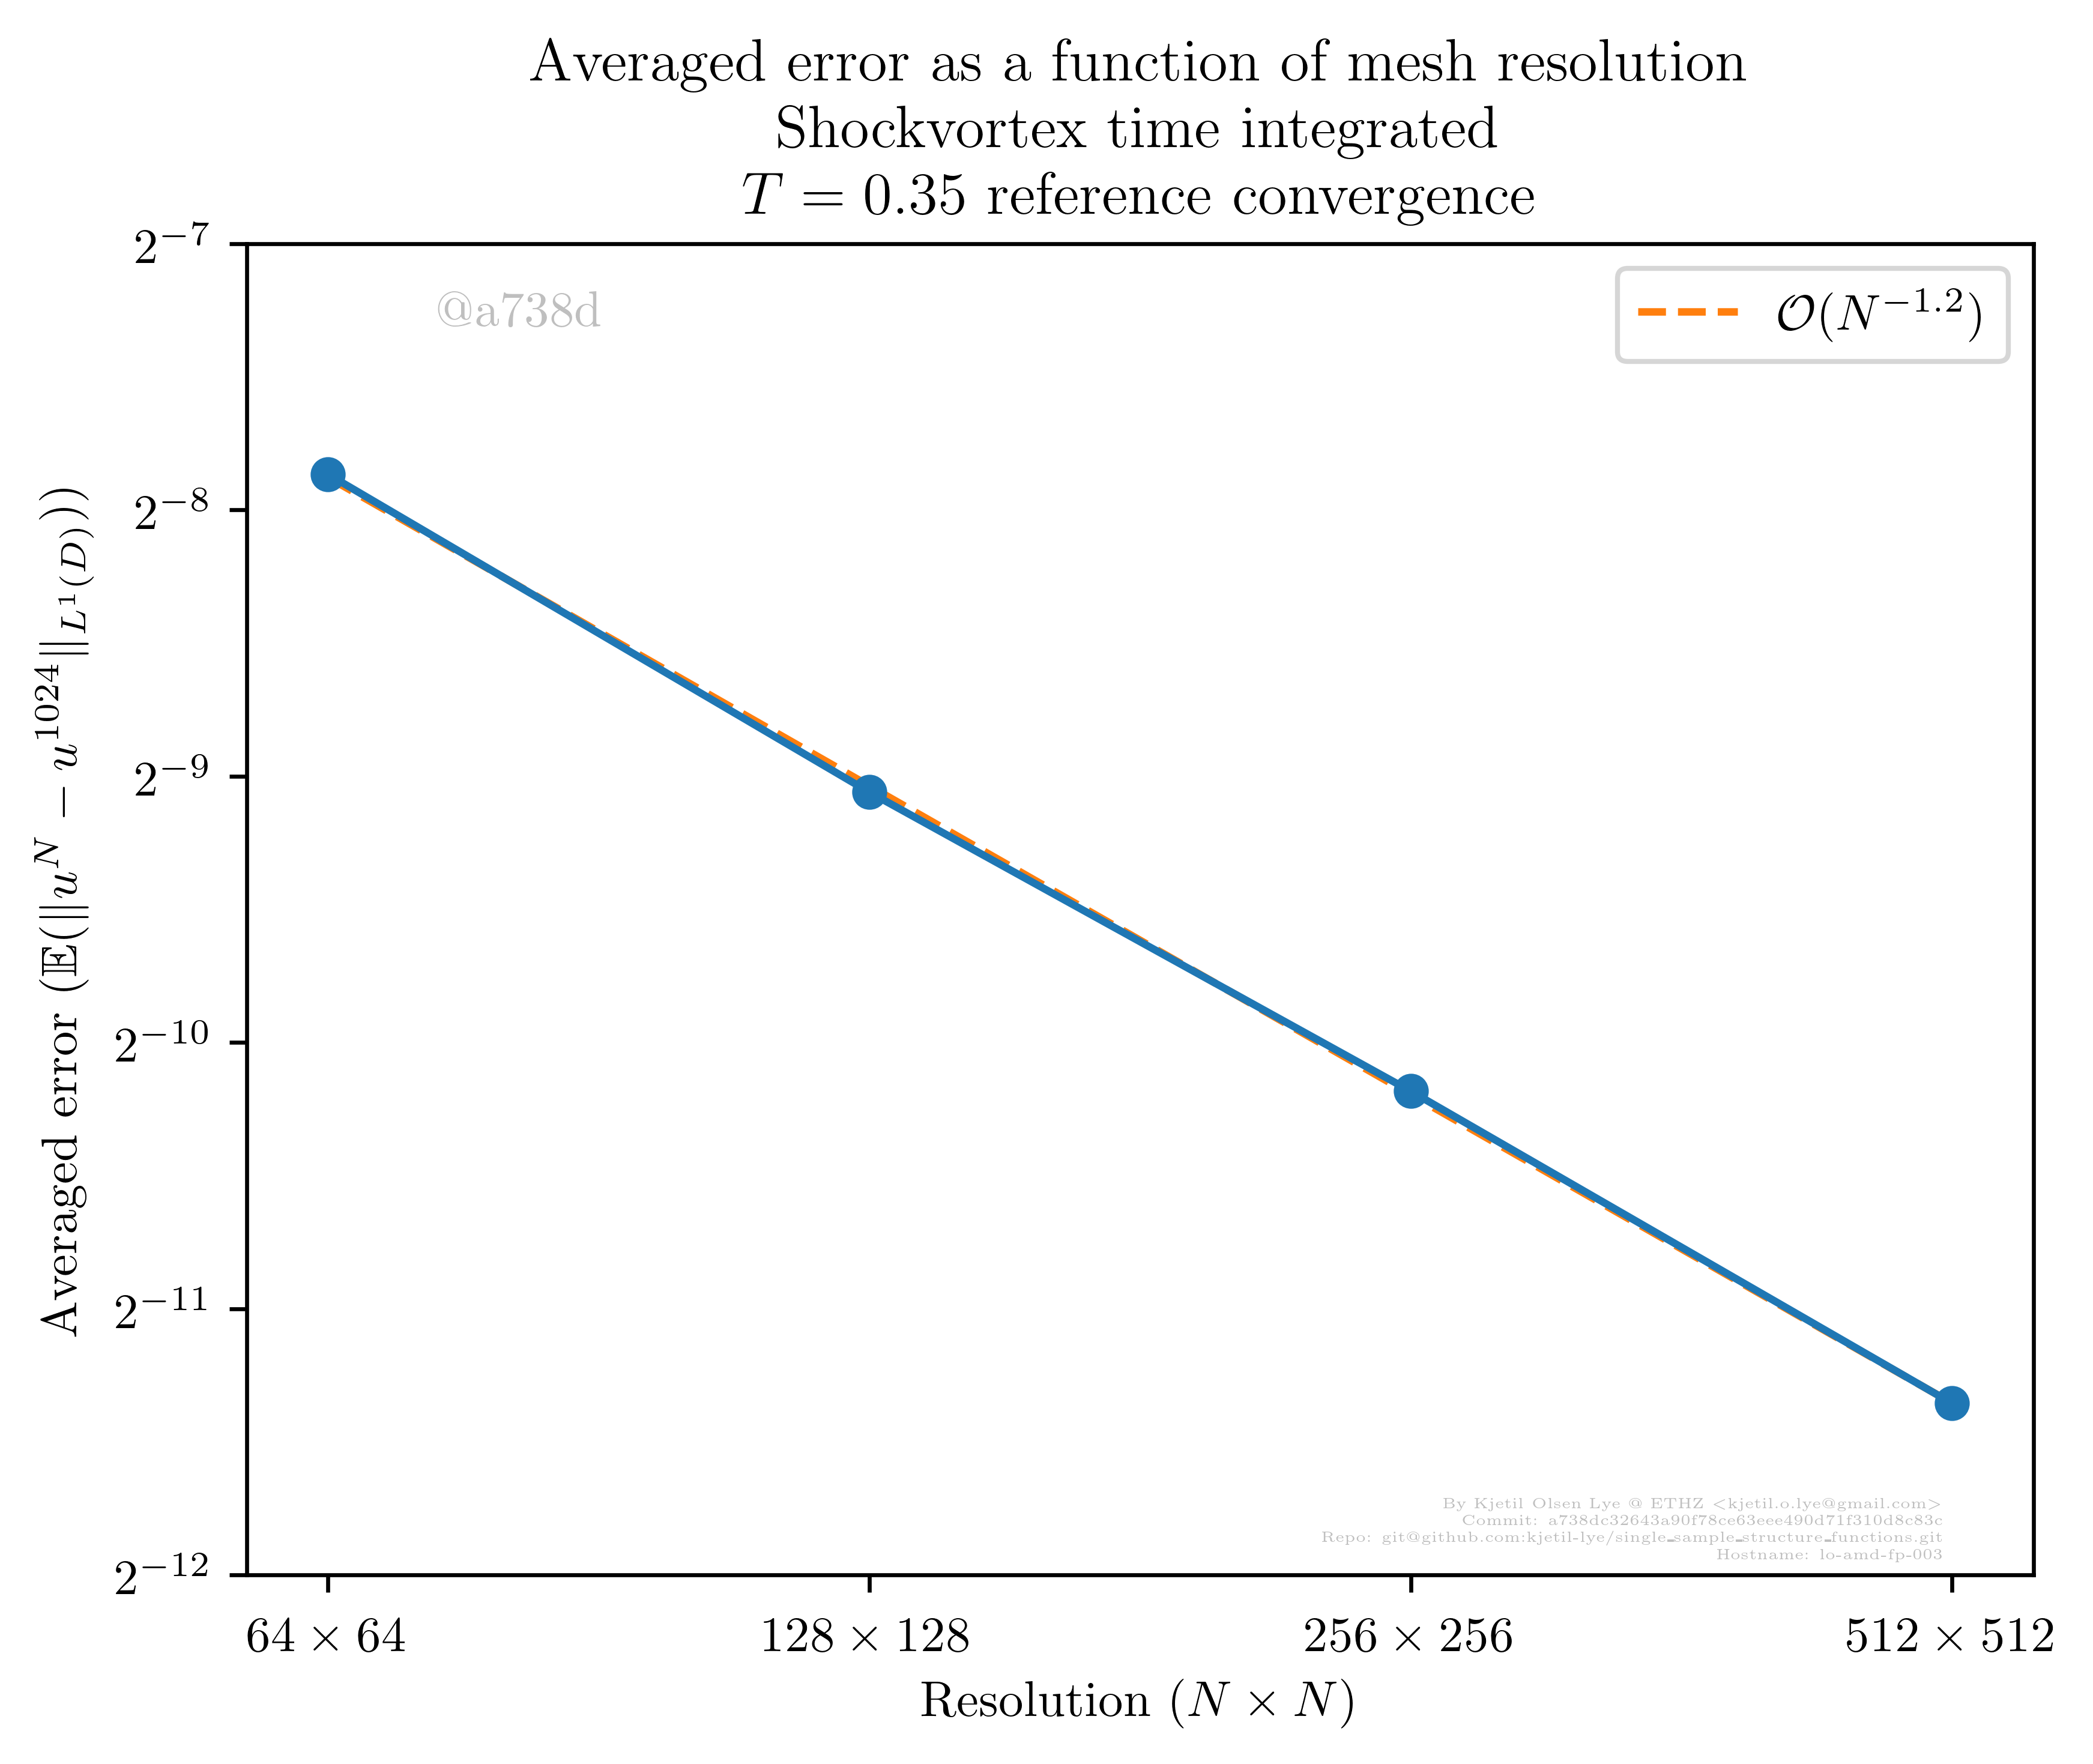 Averaged error as a function of mesh resolution
Shockvortex time integrated
T = 0.35 reference convergence
2⁻⁷
@a738d
𝒪(N⁻¹·²)
2⁻⁸
2⁻⁹
2⁻¹⁰
2⁻¹¹
2⁻¹²
Averaged error (𝔼(||u^N − u^1024||_L¹(D)))
By Kjetil Olsen Lye @ ETHZ <kjetil.o.lye@gmail.com>
Commit: a738dc32643a90f78ce63eee490d71f310d8c83c
Repo: git@github.com:kjetil-lye/single_sample_structure_functions.git
Hostname: lo-amd-fp-003
64 × 64
128 × 128
256 × 256
512 × 512
Resolution (N × N)